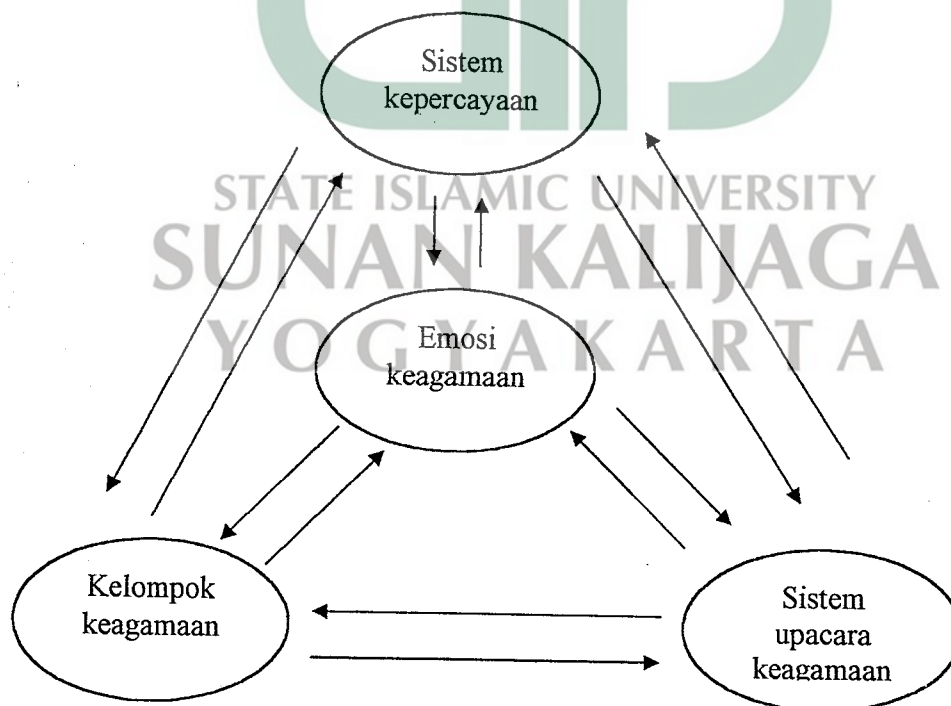 Sistem
kepercayaan
STATE ISLAMIC UNIVERSITY
SUNAN KALIJAGA
YOGYAKARTA
Emosi
keagamaan
Kelompok
keagamaan
Sistem
upacara
keagamaan